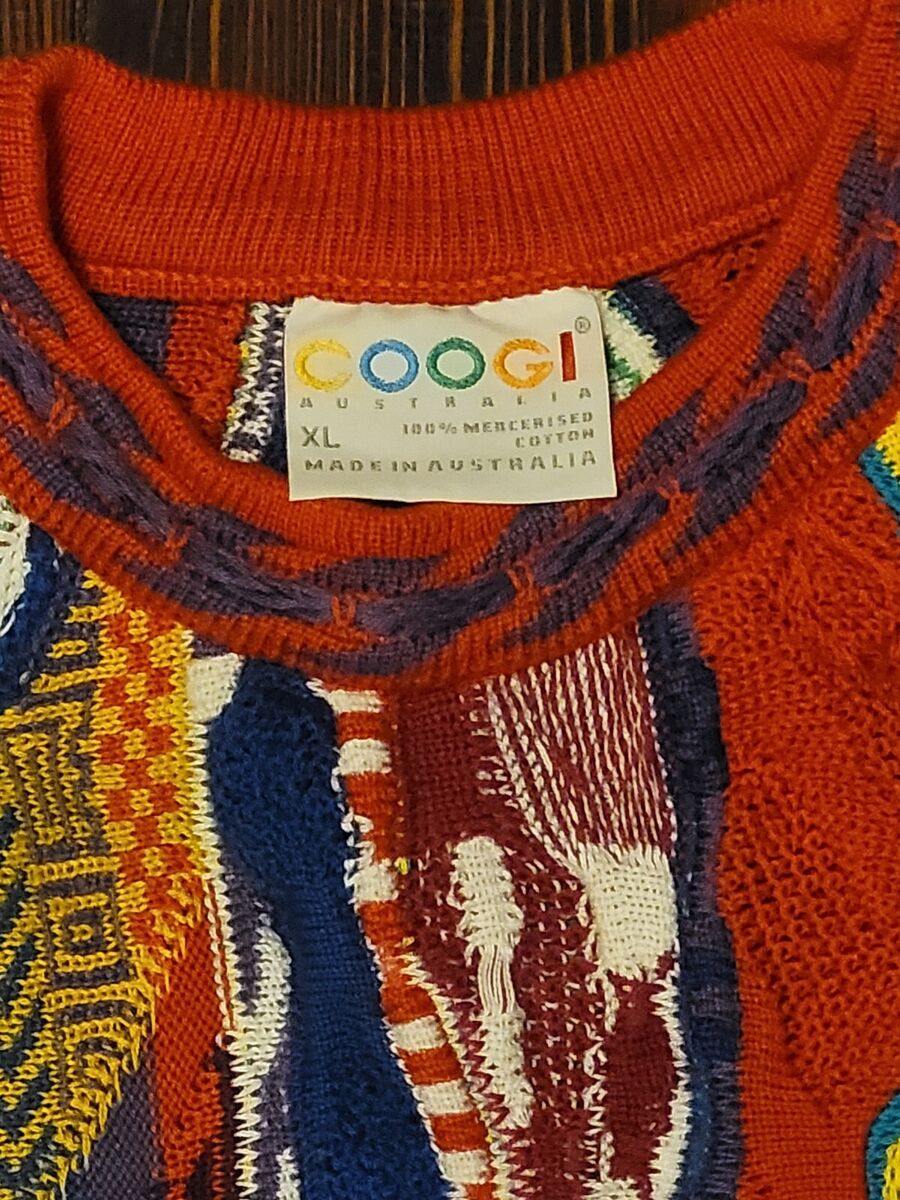 COOGI®
AUSTRALIA
XL 100% MERCERISED
COTTON
MADE IN AUSTRALIA